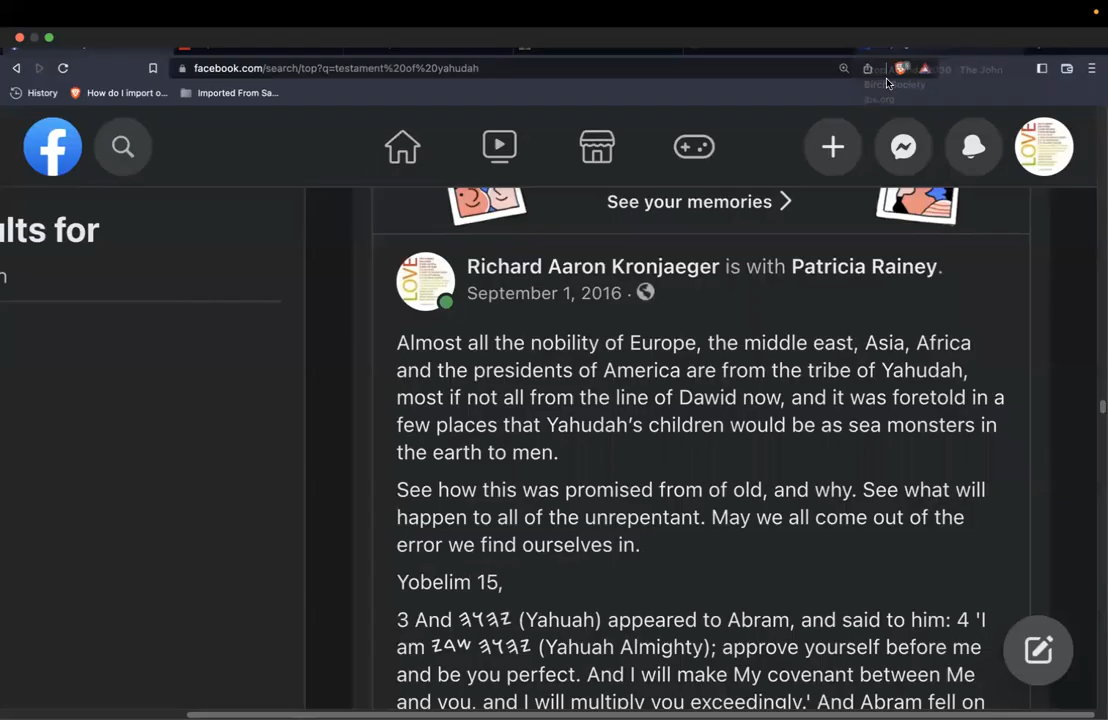 facebook.com/search/top?q=testament%20of%20yahudah
The John
Birch Society
jbs.org
History
How do I import o...
Imported From Sa...
LOVE
lts for
See your memories
LOVE
Richard Aaron Kronjaeger is with Patricia Rainey.
September 1, 2016 ·
Almost all the nobility of Europe, the middle east, Asia, Africa
and the presidents of America are from the tribe of Yahudah,
most if not all from the line of Dawid now, and it was foretold in a
few places that Yahudah’s children would be as sea monsters in
the earth to men.
See how this was promised from of old, and why. See what will
happen to all of the unrepentant. May we all come out of the
error we find ourselves in.
Yobelim 15,
3 And 𐤉𐤄𐤅𐤄 (Yahuah) appeared to Abram, and said to him: 4 'I
am 𐤉𐤄𐤅𐤄 𐤔𐤃𐤉 (Yahuah Almighty); approve yourself before me
and be you perfect. And I will make My covenant between Me
and you, and I will multiply you exceedingly.' And Abram fell on